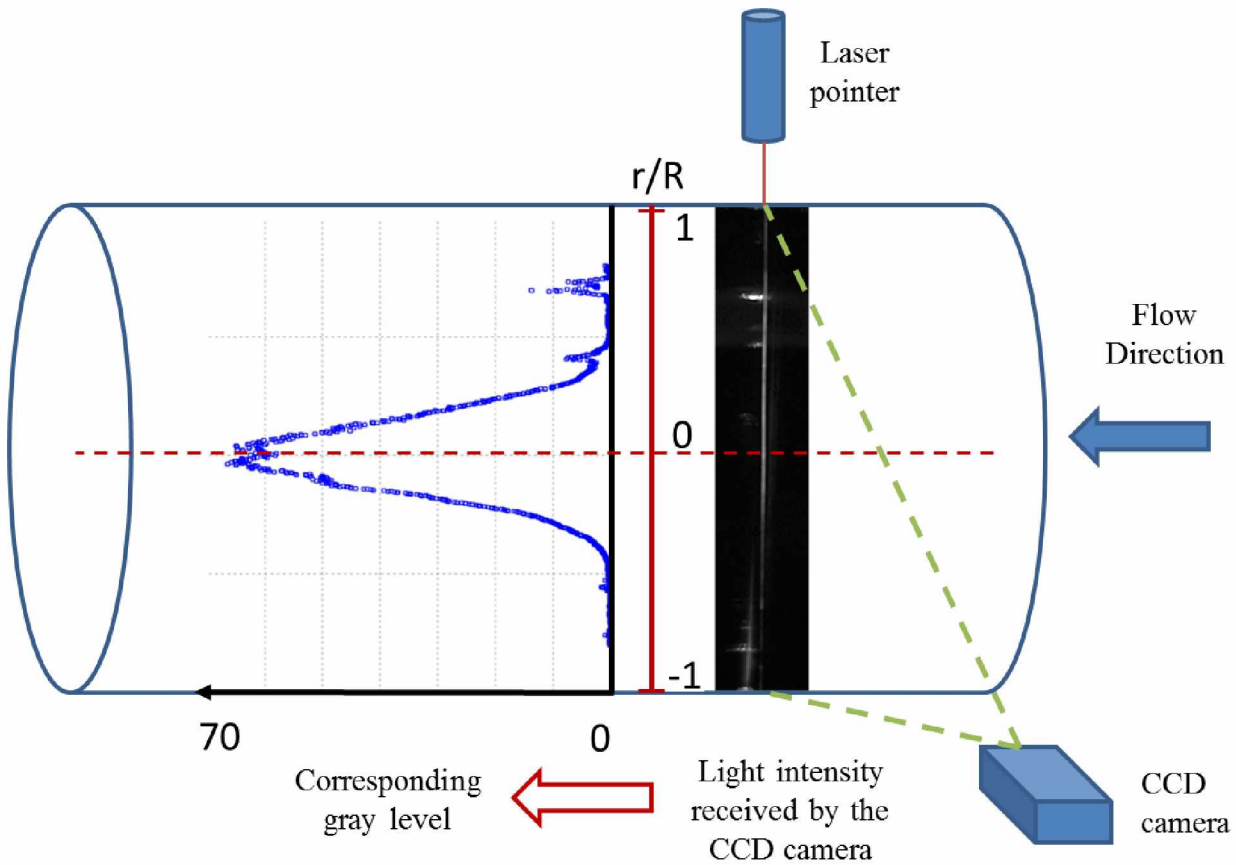 Laser
pointer
r/R
1
Flow
Direction
0
-1
70
0
Corresponding
gray level
Light intensity
received by the
CCD camera
CCD
camera